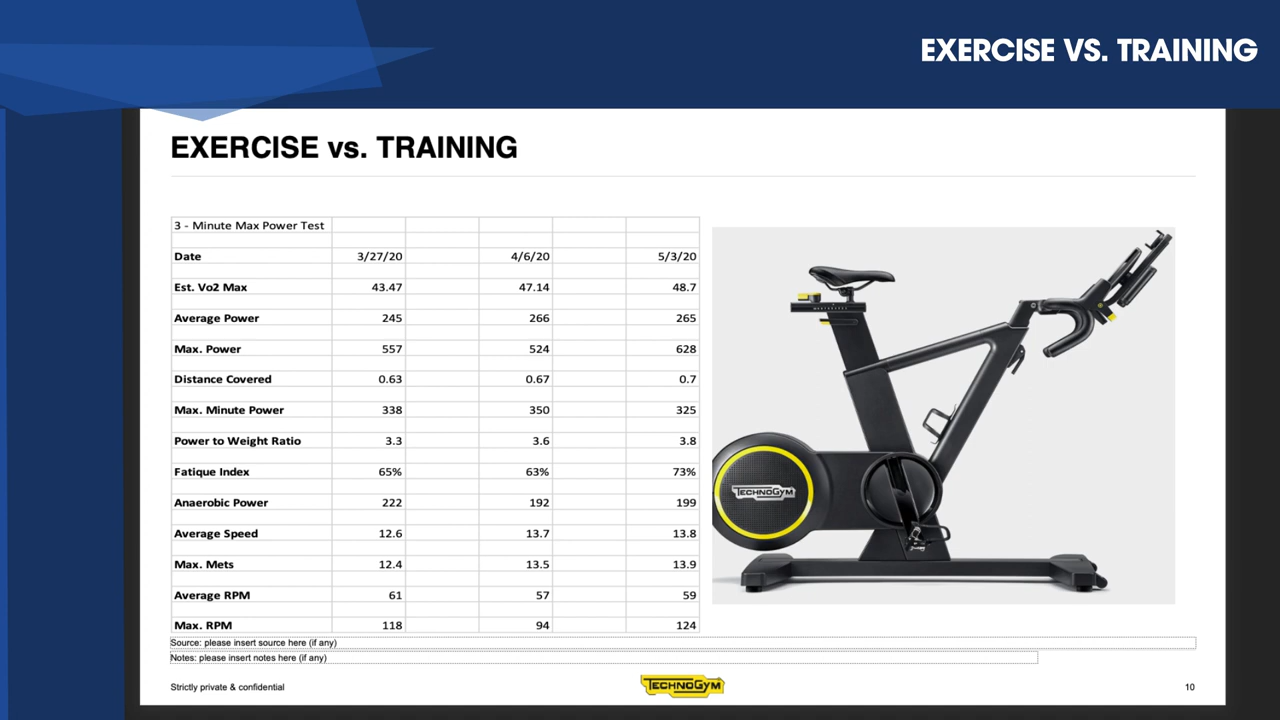 EXERCISE VS. TRAINING
EXERCISE vs. TRAINING
3 - Minute Max Power Test
Date 3/27/20 4/6/20 5/3/20
Est. Vo2 Max 43.47 47.14 48.7
Average Power 245 266 265
Max. Power 557 524 628
Distance Covered 0.63 0.67 0.7
Max. Minute Power 338 350 325
Power to Weight Ratio 3.3 3.6 3.8
Fatique Index 65% 63% 73%
Anaerobic Power 222 192 199
Average Speed 12.6 13.7 13.8
Max. Mets 12.4 13.5 13.9
Average RPM 61 57 59
Max. RPM 118 94 124
TECHNOGYM
Source: please insert source here (if any)
Notes: please insert notes here (if any)
Strictly private & confidential
TECHNOGYM
10